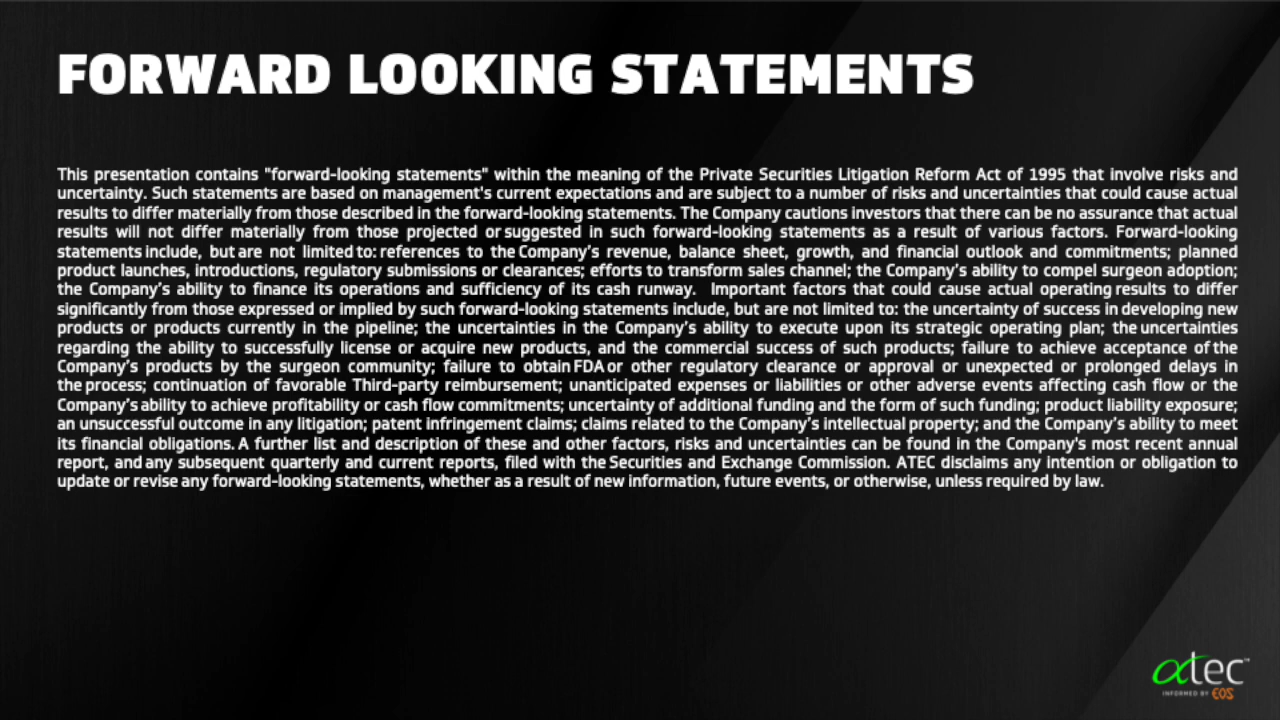 FORWARD LOOKING STATEMENTS
This presentation contains "forward-looking statements" within the meaning of the Private Securities Litigation Reform Act of 1995 that involve risks and
uncertainty. Such statements are based on management's current expectations and are subject to a number of risks and uncertainties that could cause actual
results to differ materially from those described in the forward-looking statements. The Company cautions investors that there can be no assurance that actual
results will not differ materially from those projected or suggested in such forward-looking statements as a result of various factors. Forward-looking
statements include, but are not limited to: references to the Company's revenue, balance sheet, growth, and financial outlook and commitments; planned
product launches, introductions, regulatory submissions or clearances; efforts to transform sales channel; the Company's ability to compel surgeon adoption;
the Company's ability to finance its operations and sufficiency of its cash runway. Important factors that could cause actual operating results to differ
significantly from those expressed or implied by such forward-looking statements include, but are not limited to: the uncertainty of success in developing new
products or products currently in the pipeline; the uncertainties in the Company's ability to execute upon its strategic operating plan; the uncertainties
regarding the ability to successfully license or acquire new products, and the commercial success of such products; failure to achieve acceptance of the
Company's products by the surgeon community; failure to obtain FDA or other regulatory clearance or approval or unexpected or prolonged delays in
the process; continuation of favorable Third-party reimbursement; unanticipated expenses or liabilities or other adverse events affecting cash flow or the
Company's ability to achieve profitability or cash flow commitments; uncertainty of additional funding and the form of such funding; product liability exposure;
an unsuccessful outcome in any litigation; patent infringement claims; claims related to the Company's intellectual property; and the Company's ability to meet
its financial obligations. A further list and description of these and other factors, risks and uncertainties can be found in the Company's most recent annual
report, and any subsequent quarterly and current reports, filed with the Securities and Exchange Commission. ATEC disclaims any intention or obligation to
update or revise any forward-looking statements, whether as a result of new information, future events, or otherwise, unless required by law.
atec™
INFORMED BY EOS